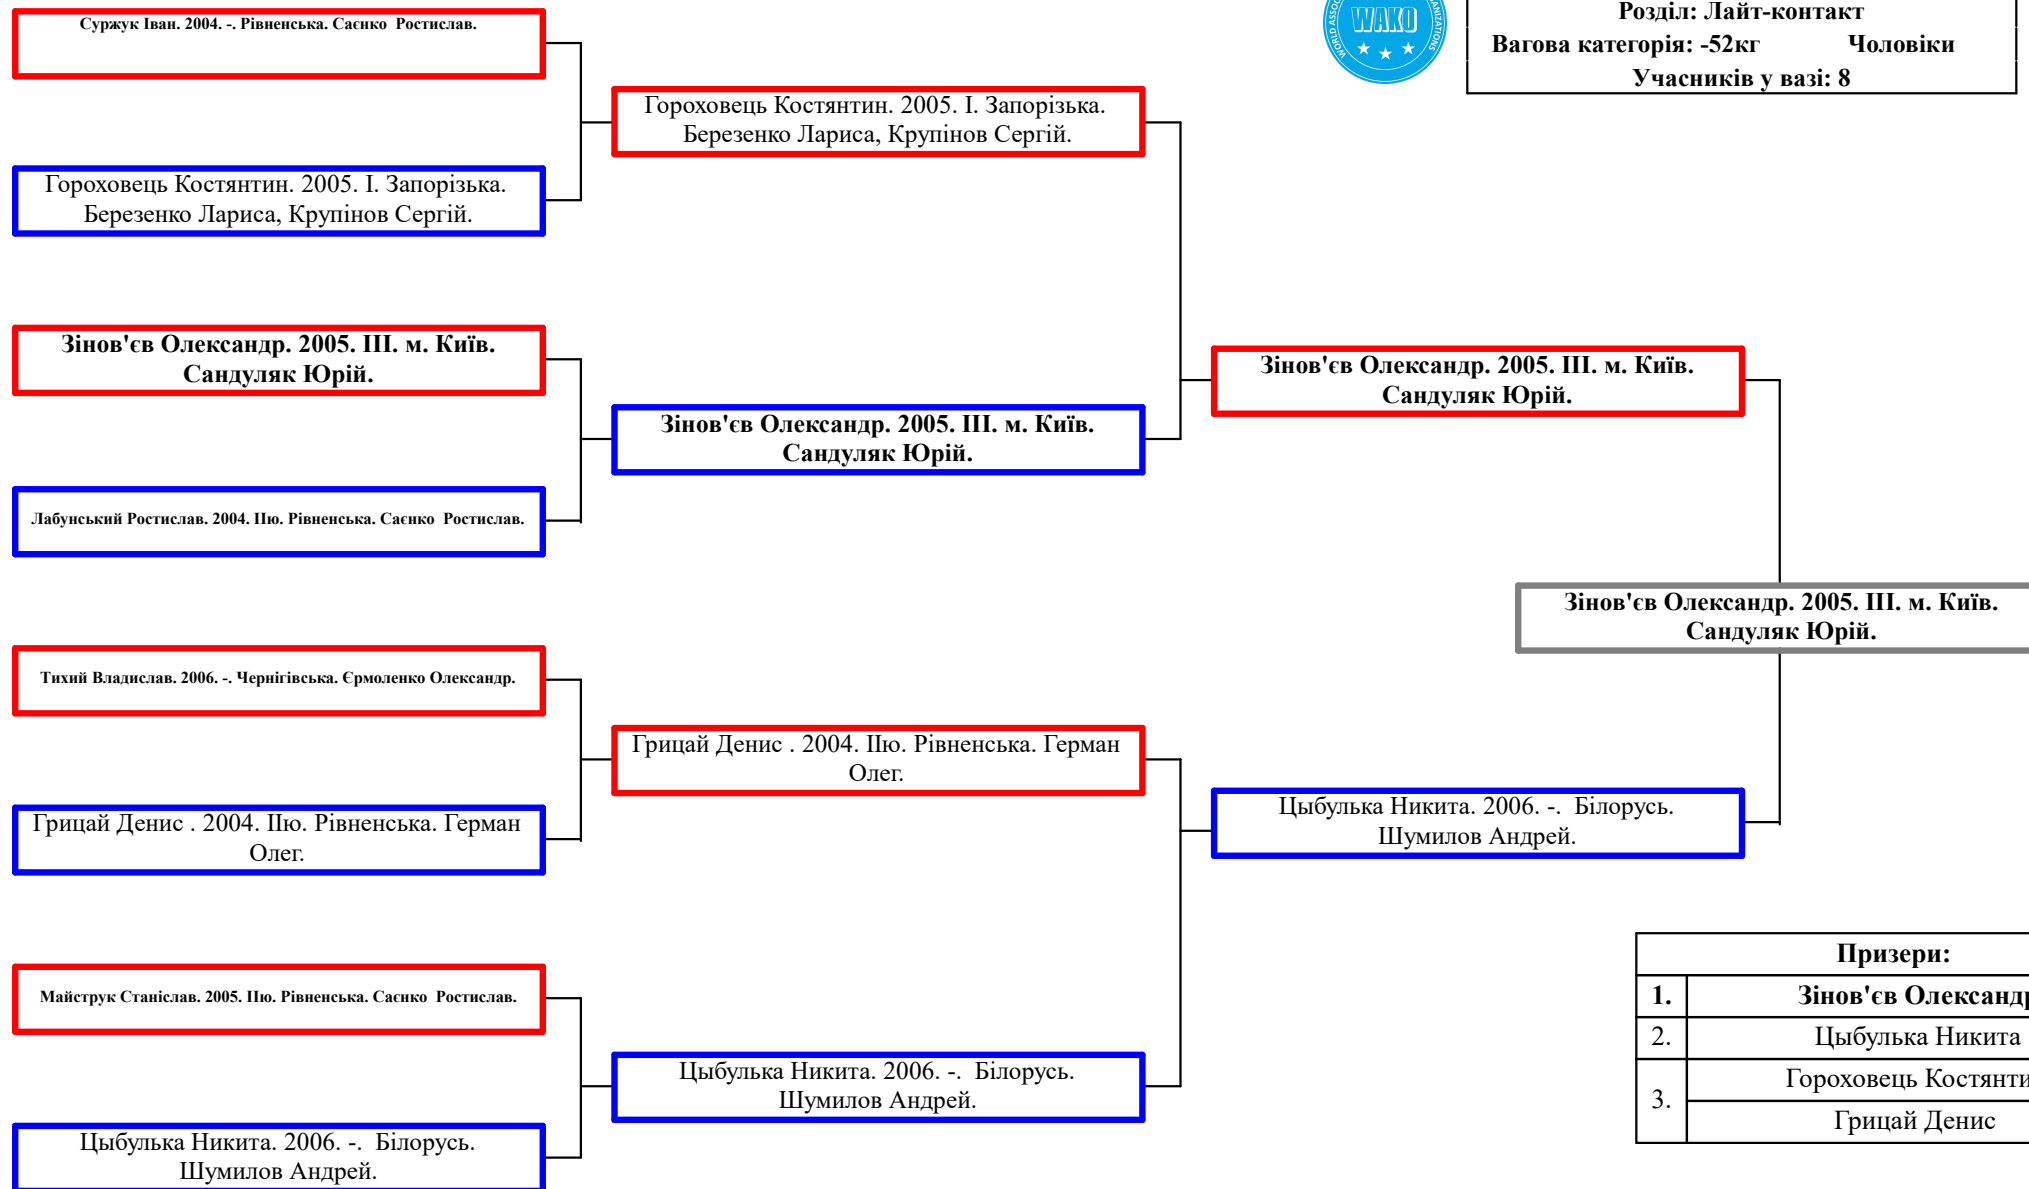 Суржук Іван. 2004. -. Рівненська. Саєнко  Ростислав.
Гороховець Костянтин. 2005. І. Запорізька.
Березенко Лариса, Крупінов Сергій.
Зінов'єв Олександр. 2005. ІІІ. м. Київ.
Сандуляк Юрій.
Лабунський Ростислав. 2004. ІІю. Рівненська. Саєнко  Ростислав.
Тихий Владислав. 2006. -. Чернігівська. Єрмоленко Олександр.
Грицай Денис . 2004. ІІю. Рівненська. Герман
Олег.
Майструк Станіслав. 2005. ІІю. Рівненська. Саєнко  Ростислав.
Цыбулька Никита. 2006. -.  Білорусь.
Шумилов Андрей.
Гороховець Костянтин. 2005. І. Запорізька.
Березенко Лариса, Крупінов Сергій.
Зінов'єв Олександр. 2005. ІІІ. м. Київ.
Сандуляк Юрій.
Грицай Денис . 2004. ІІю. Рівненська. Герман
Олег.
Цыбулька Никита. 2006. -.  Білорусь.
Шумилов Андрей.
Зінов'єв Олександр. 2005. ІІІ. м. Київ.
Сандуляк Юрій.
Цыбулька Никита. 2006. -.  Білорусь.
Шумилов Андрей.
Зінов'єв Олександр. 2005. ІІІ. м. Київ.
Сандуляк Юрій.
WAKO
Розділ: Лайт-контакт
Вагова категорія: -52кг Чоловіки
Учасників у вазі: 8
Призери:
1. Зінов'єв Олександр
2. Цыбулька Никита
3. Гороховець Костянти
Грицай Денис